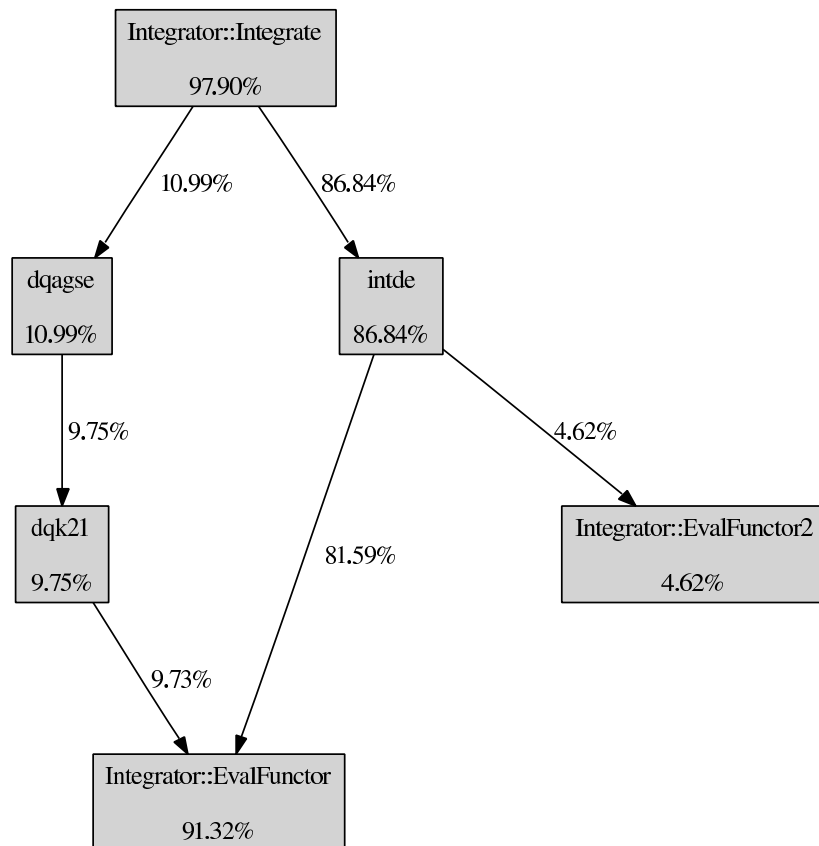 Integrator::Integrate
97.90%
10.99%
86.84%
dqagse
10.99%
intde
86.84%
9.75%
4.62%
dqk21
9.75%
81.59%
Integrator::EvalFunctor2
4.62%
9.73%
Integrator::EvalFunctor
91.32%